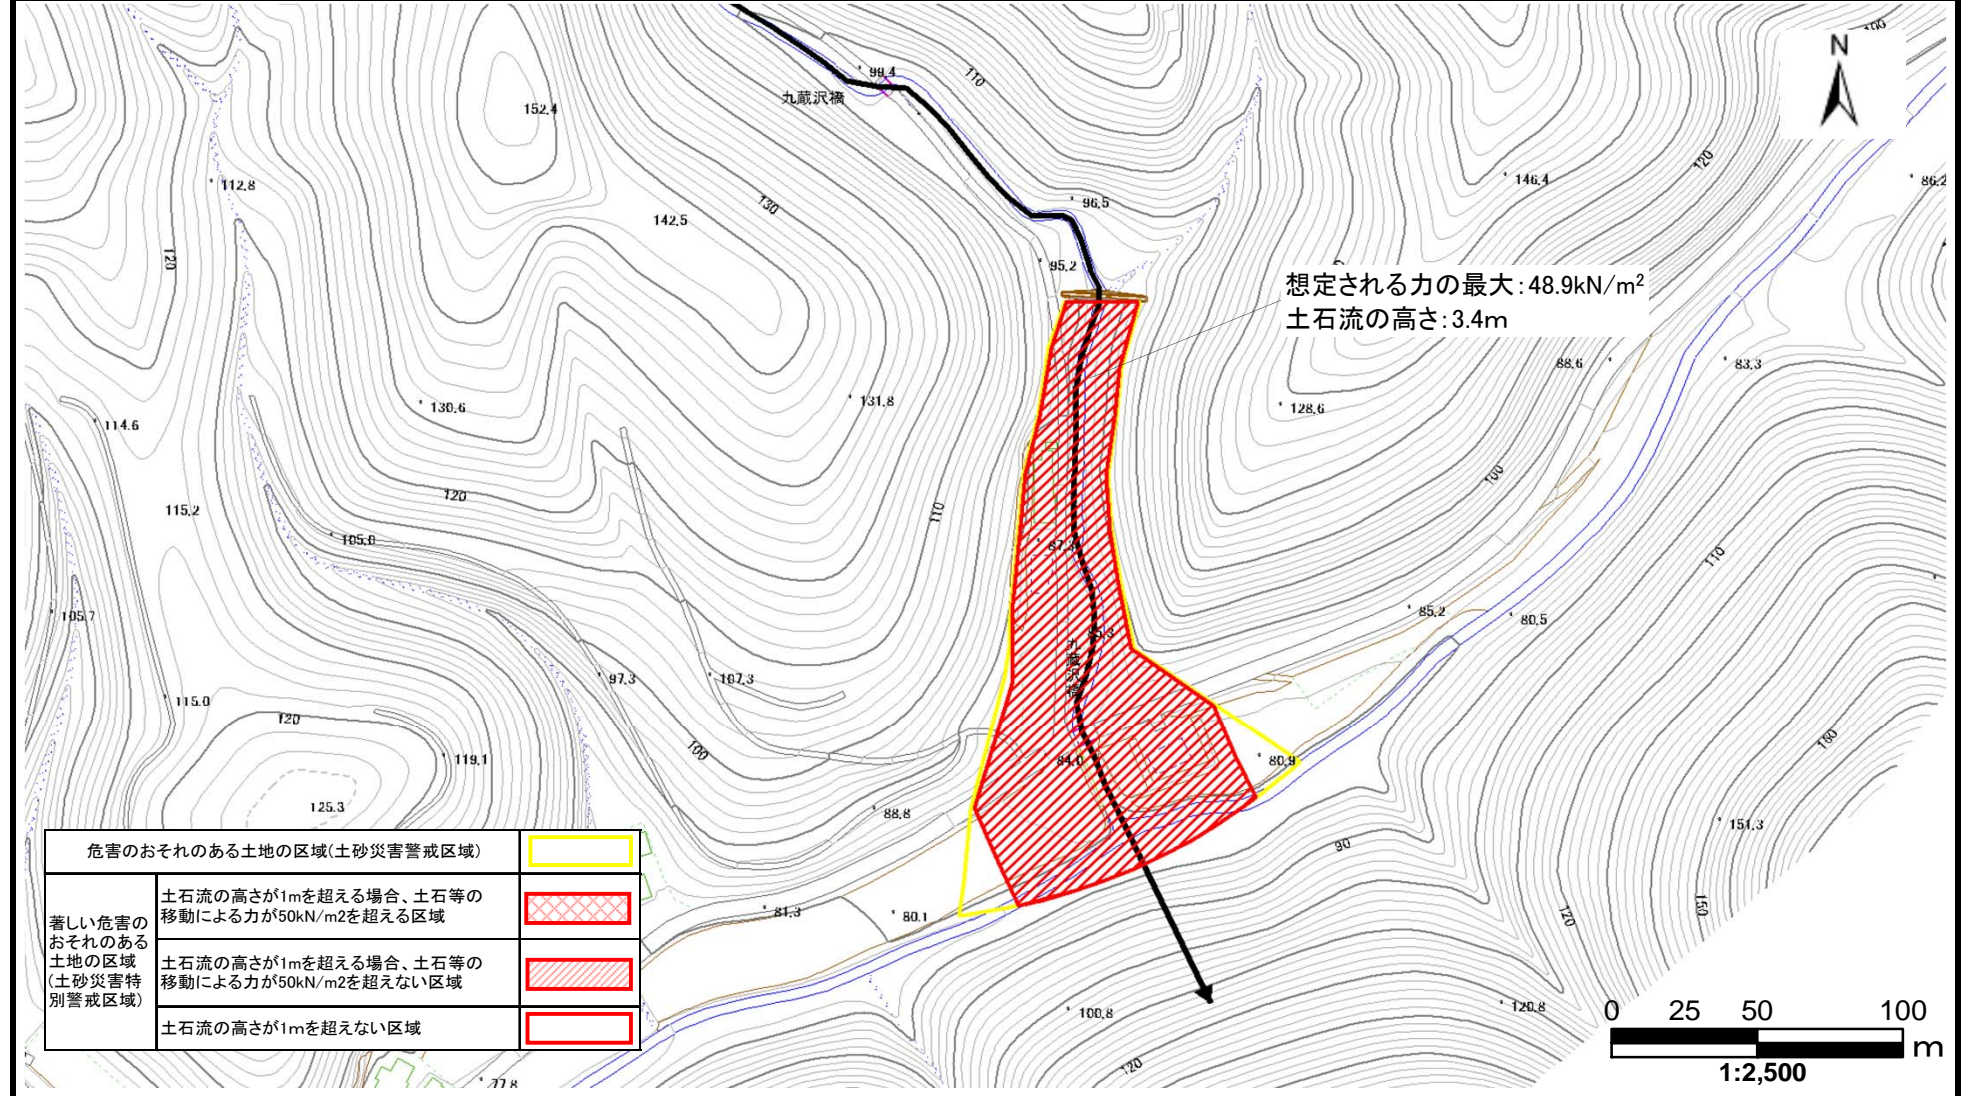 100
N
99.4
110
九蔵沢橋
152.4
120
146.4
86.2
112.8
96.5
130
142.5
120
95.2
想定される力の最大:48.9kN/m²
土石流の高さ:3.4m
88.6
83.3
131.8
130.6
128.6
114.6
100
120
115.2
110
105.0
87.3
110
105.7
85.2
80.5
97.3
107.3
九蔵沢橋
115.0
120
100
119.1
84.0
80.9
160
125.3
88.8
151.3
90
危害のおそれのある土地の区域(土砂災害警戒区域)
著しい危害の
おそれのある
土地の区域
(土砂災害特
別警戒区域)
土石流の高さが1mを超える場合、土石等の
移動による力が50kN/m2を超える区域
土石流の高さが1mを超える場合、土石等の
移動による力が50kN/m2を超えない区域
土石流の高さが1mを超えない区域
81.3
80.1
120
150
100.8
120.8
120
77.8
0 25 50 100
m
1:2,500